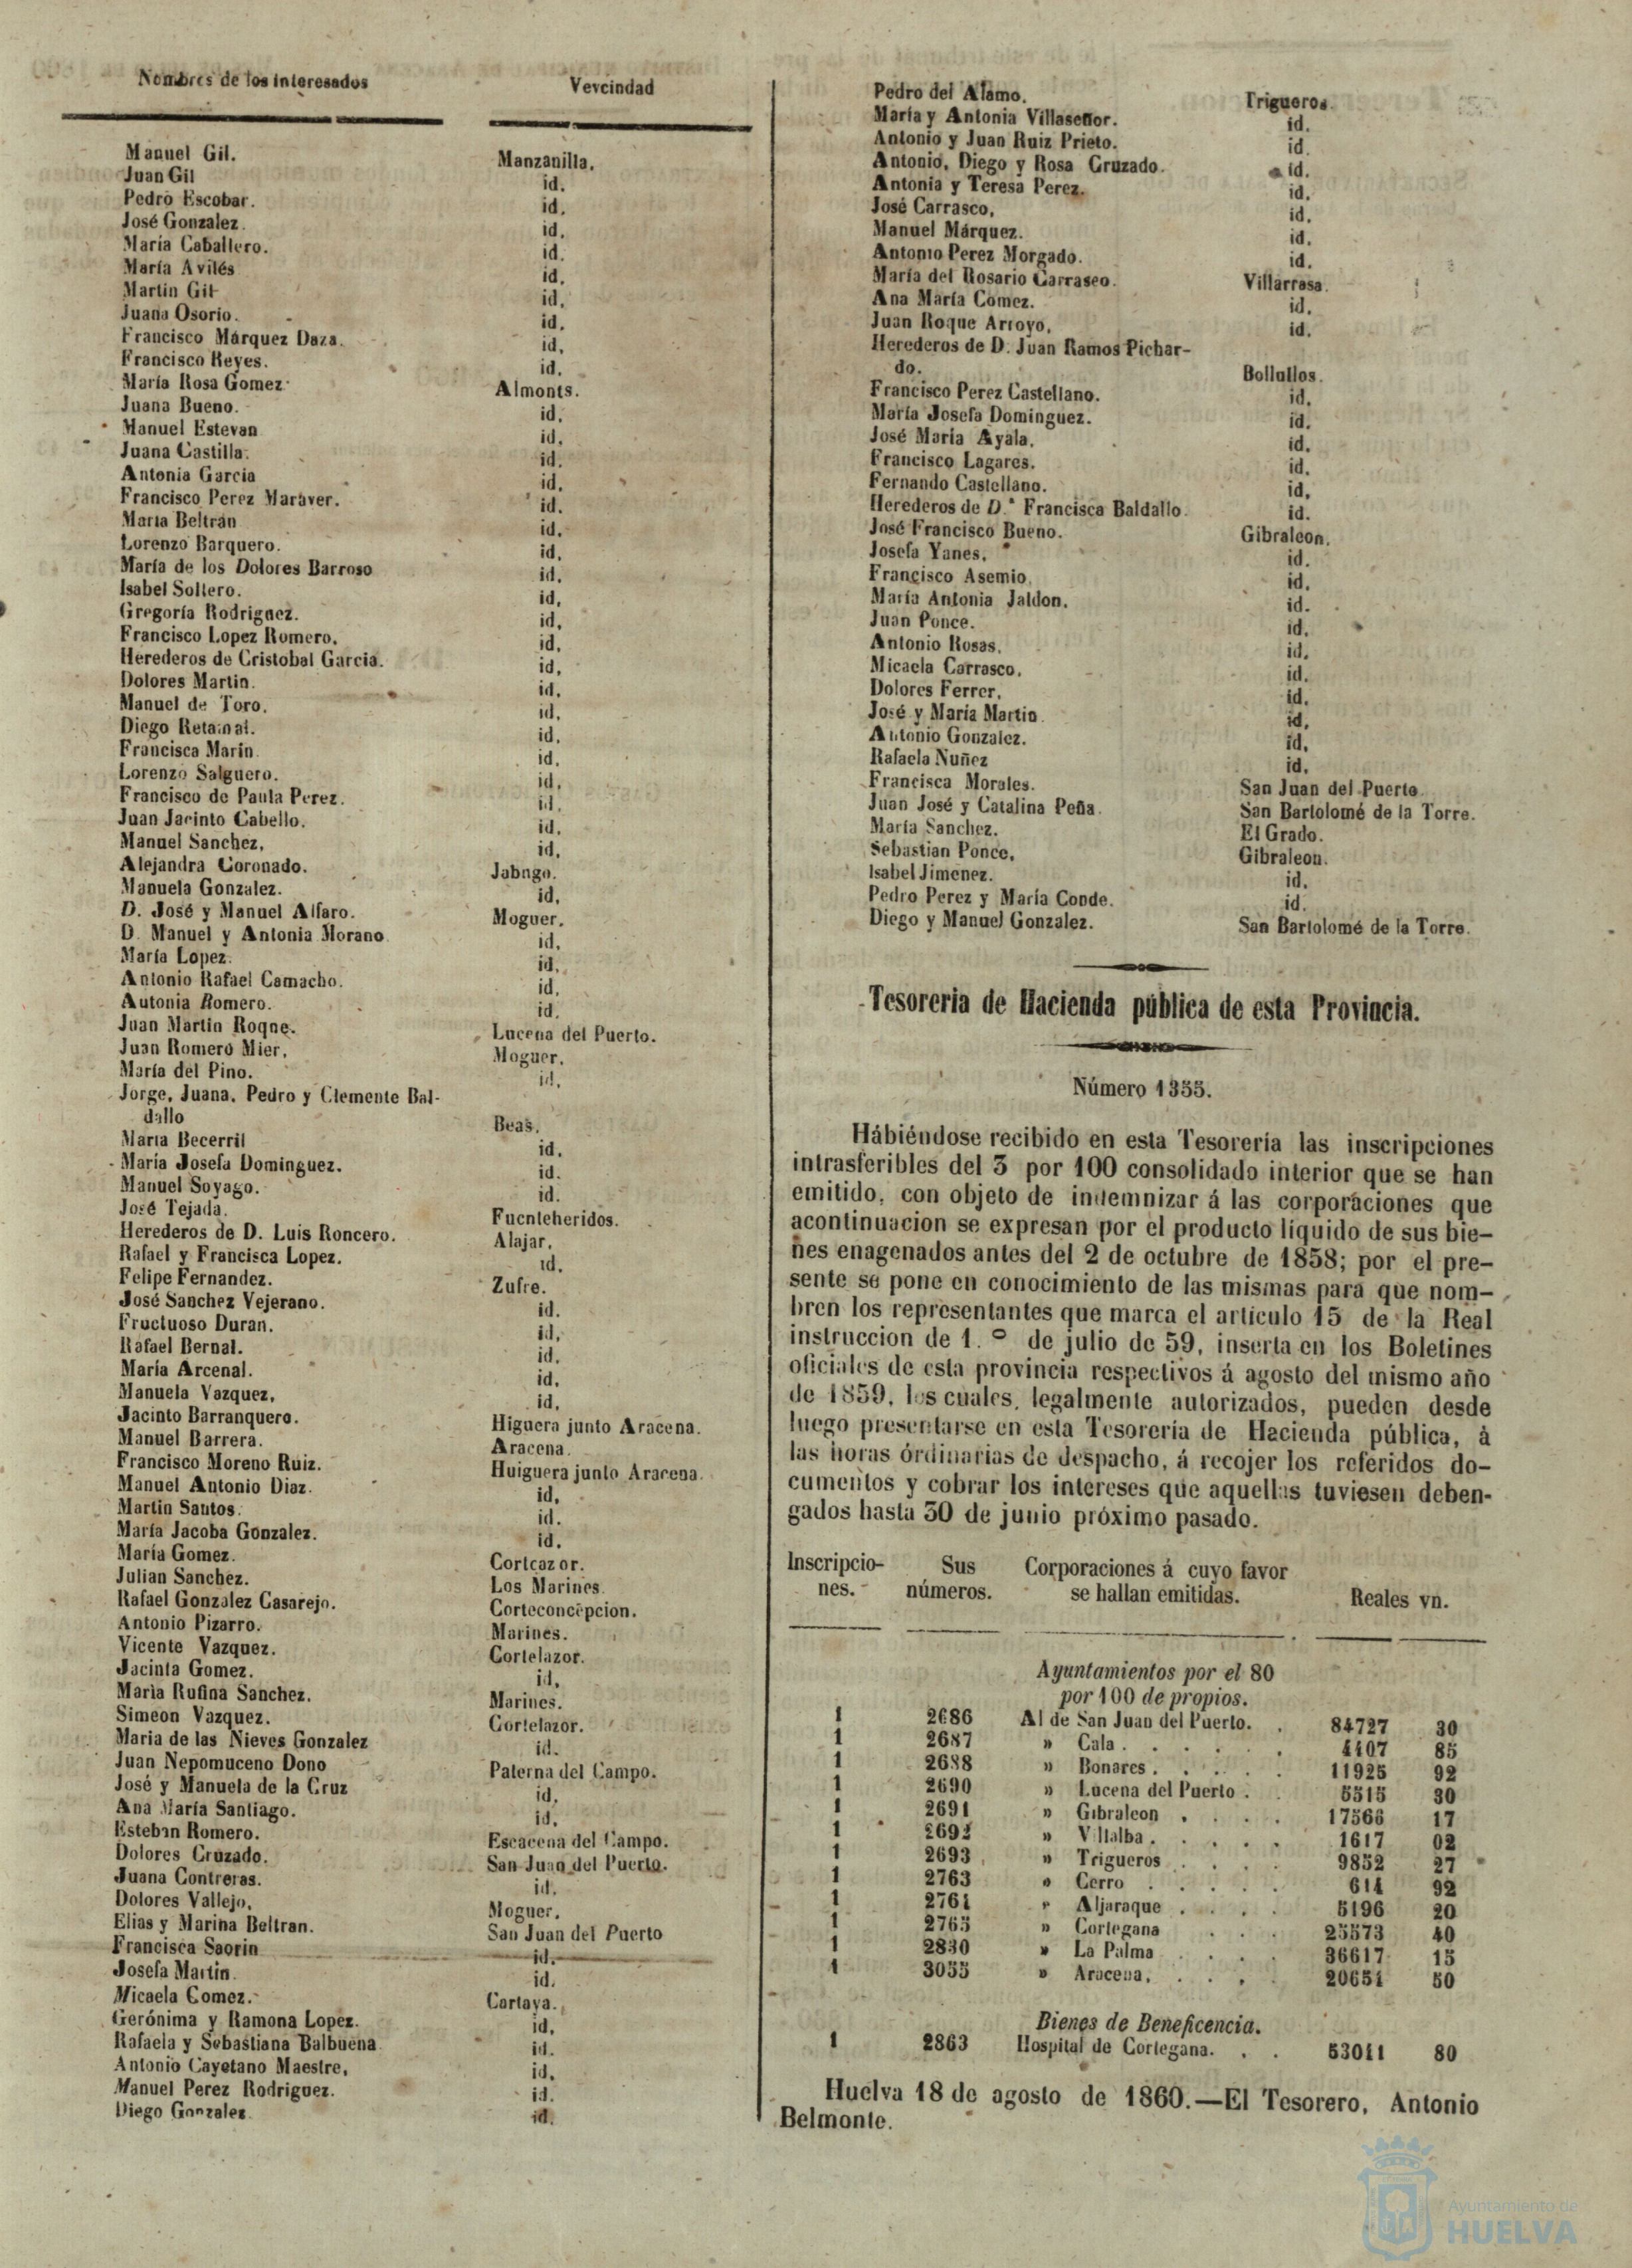 Nombres de los interesados Vevcindad
Manuel Gil. Manzanilla.
Juan Gil id.
Pedro Escobar. id.
José Gonzalez. id.
María Caballero. id.
María Avilés id.
Martin Gil id.
Juana Osorio. id.
Francisco Márquez Daza. id.
Francisco Reyes. id.
María Rosa Gomez Almonts.
Juana Bueno. id.
Manuel Estevan id.
Juana Castilla. id.
Antonia Garcia id.
Francisco Perez Maraver. id.
Maria Beltrán id.
Lorenzo Barquero. id.
María de los Dolores Barroso id.
Isabel Soltero. id.
Gregoría Rodriguez. id.
Francisco Lopez Romero. id.
Herederos de Cristobal Garcia. id.
Dolores Martin. id.
Manuel de Toro. id.
Diego Retamal. id.
Francisca Marin id.
Lorenzo Salguero. id.
Francisco de Paula Perez. id.
Juan Jacinto Cabello. id.
Manuel Sanchez, id.
Alejandra Coronado. Jabugo.
Manuela Gonzalez. id.
D. José y Manuel Alfaro. Moguer.
D. Manuel y Antonia Morano id.
María Lopez. id.
Antonio Rafael Camacho. id.
Autonia Romero. id.
Juan Martin Roqne. Lucena del Puerto.
Juan Romero Mier, Moguer.
María del Pino. id.
Jorge, Juana, Pedro y Clemente Bal-
dallo Beas.
Maria Becerril id.
María Josefa Dominguez. id.
Manuel Soyago. id.
José Tejada. Fuenteheridos.
Herederos de D. Luis Roncero. Alajar.
Rafael y Francisca Lopez. id.
Felipe Fernandez. Zufre.
José Sanchez Vejerano. id.
Fructuoso Duran. id.
Rafael Bernal. id.
María Arcenal. id.
Manuela Vazquez, id.
Jacinto Barranquero. Higuera junto Aracena.
Manuel Barrera. Aracena.
Francisco Moreno Ruiz. Huiguera junto Aracena.
Manuel Antonio Diaz. id.
Martin Santos. id.
María Jacoba Gonzalez. id.
María Gomez. Cortcazor.
Julian Sanchez. Los Marines.
Rafael Gonzalez Casarejo. Corteconcepcion.
Antonio Pizarro. Marines.
Vicente Vazquez. Cortelazor.
Jacinta Gomez. id.
María Rufina Sanchez. Marines.
Simeon Vazquez. Cortelazor.
Maria de las Nieves Gonzalez id.
Juan Nepomuceno Dono Paterna del Campo.
José y Manuela de la Cruz id.
Ana María Santiago. id.
Esteban Romero. Escacena del Campo.
Dolores Cruzado. San Juan del Puerto.
Juana Contreras. id.
Dolores Vallejo, Moguer.
Elias y Marina Beltran. San Juan del Puerto
Francisca Saorin id.
Josefa Martin. id.
Micaela Gomez. Cartaya.
Gerónima y Ramona Lopez. id.
Rafaela y Sebastiana Balbuena id.
Antonio Cayetano Maestre, id.
Manuel Perez Rodriguez. id.
Diego Gonzalez id.
Pedro del Alamo. Trigueros.
María y Antonia Villaseñor. id.
Antonio y Juan Ruiz Prieto. id.
Antonio, Diego y Rosa Cruzado. id.
Antonia y Teresa Perez. id.
José Carrasco, id.
Manuel Márquez. id.
Antonio Perez Morgado. id.
María del Rosario Carrasco. Villarrasa.
Ana María Gomez. id.
Juan Roque Arroyo, id.
Herederos de D. Juan Ramos Pichar-
do. Bollullos.
Francisco Perez Castellano. id.
María Josefa Dominguez. id.
José María Ayala. id.
Francisco Lagares. id.
Fernando Castellano. id.
Herederos de D.ª Francisca Baldallo. id.
José Francisco Bueno. Gibraleon.
Josefa Yanes. id.
Francisco Asemio id.
María Antonia Jaldon. id.
Juan Ponce. id.
Antonio Rosas. id.
Micaela Carrasco. id.
Dolores Ferrer. id.
José y María Martin id.
Antonio Gonzalez. id.
Rafaela Nuñez id.
Francisca Morales. San Juan del Puerto
Juan José y Catalina Peña. San Bartolomé de la Torre.
María Sanchez. El Grado.
Sebastian Ponce, Gibraleon.
Isabel Jimenez. id.
Pedro Perez y María Conde. id.
Diego y Manuel Gonzalez. San Bartolomé de la Torre.
Tesoreria de Hacienda pública de esta Provincia.
Número 1355.
Hábiéndose recibido en esta Tesorería las inscripciones
intrasferibles del 3 por 100 consolidado interior que se han
emitido, con objeto de indemnizar á las corporaciones que
acontinuacion se expresan por el producto líquido de sus bie-
nes enagenados antes del 2 de octubre de 1858; por el pre-
sente se pone en conocimiento de las mismas para que nom-
bren los representantes que marca el artículo 15 de la Real
instruccion de 1.º de julio de 59, inserta en los Boletines
oficiales de esta provincia respectivos á agosto del mismo año
de 1859, los cuales, legalmente autorizados, pueden desde
luego presentarse en esta Tesorería de Hacienda pública, á
las horas órdinarias de despacho, á recojer los referidos do-
cumentos y cobrar los intereses que aquellas tuviesen deben-
gados hasta 30 de junio próximo pasado.
Inscripcio- Sus Corporaciones á cuyo favor
nes. números. se hallan emitidas. Reales vn.
Ayuntamientos por el 80
por 100 de propios.
1 2686 Al de San Juan del Puerto. . 84727 30
1 2687 » Cala . . . . . . 4407 85
1 2688 » Bonares . . . . . 11925 92
1 2690 » Lucena del Puerto . . 5515 30
1 2691 » Gibraleon . . . . 17566 17
1 2692 » Villalba . . . . . 1617 02
1 2693 » Trigueros . . . . 9852 27
1 2763 » Cerro . . . . . 614 92
1 2764 » Aljaraque . . . . 5196 20
1 2765 » Cortegana . . . 25573 40
1 2830 » La Palma . . . . 36617 15
1 3055 » Aracena. . . . . 20651 50
Bienes de Beneficencia.
1 2863 Hospital de Cortegana. . . 53011 80
Huelva 18 de agosto de 1860.—El Tesorero, Antonio
Belmonte.
Ayuntamiento de
HUELVA